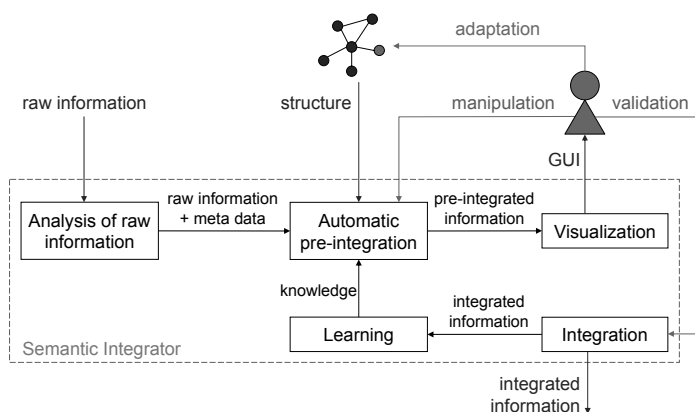 adaptation
raw information
structure
manipulation
validation
GUI
raw information
+ meta data
pre-integrated
information
Analysis of raw
information
Automatic
pre-integration
Visualization
knowledge
integrated
information
Learning
Integration
Semantic Integrator
integrated
information